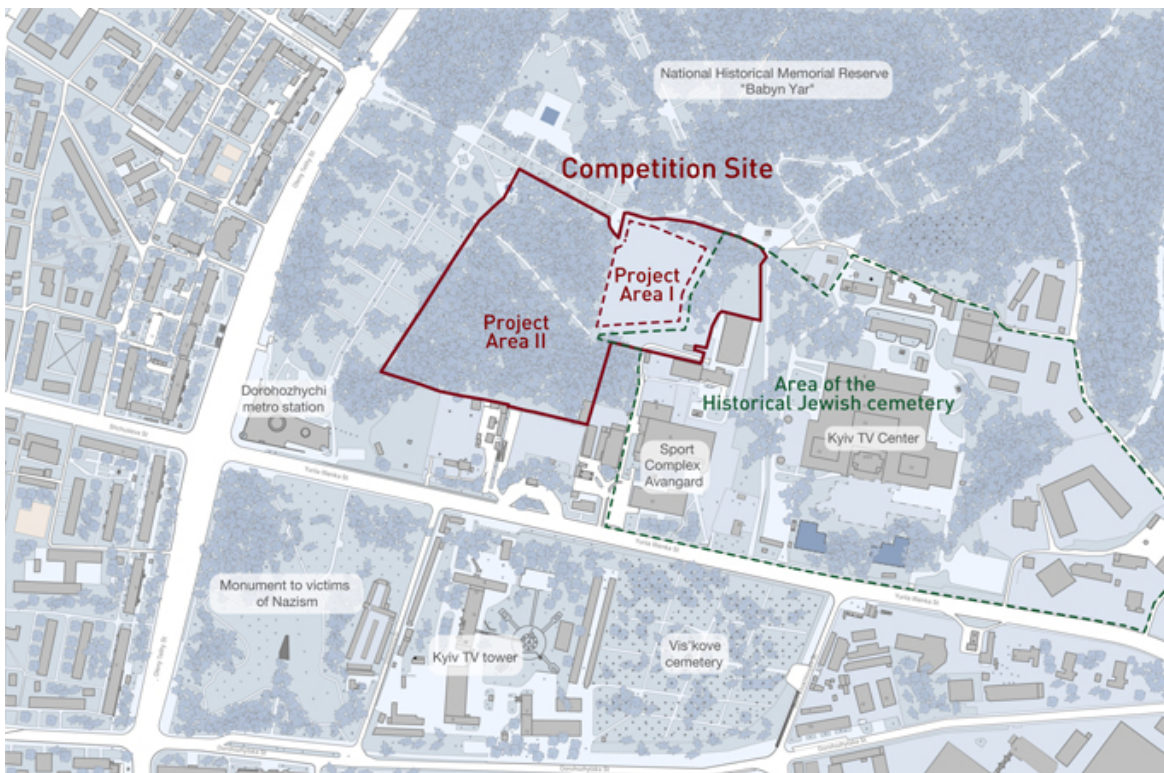 National Historical Memorial Reserve
"Babyn Yar"
Competition Site
Project
Area I
Project
Area II
Area of the
Historical Jewish cemetery
Dorohozhychi
metro station
Kyiv TV Center
Sport
Complex
Avangard
Monument to victims
of Nazism
Kyiv TV tower
Vis'kove
cemetery